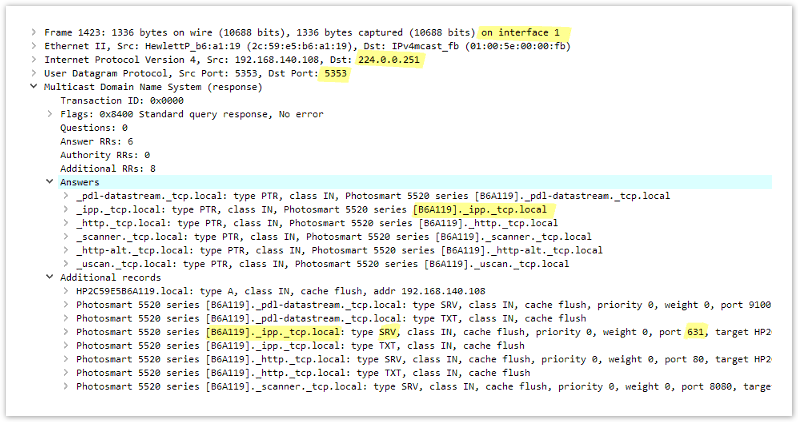 Frame 1423: 1336 bytes on wire (10688 bits), 1336 bytes captured (10688 bits) on interface 1
Ethernet II, Src: HewlettP_b6:a1:19 (2c:59:e5:b6:a1:19), Dst: IPv4mcast_fb (01:00:5e:00:00:fb)
Internet Protocol Version 4, Src: 192.168.140.108, Dst: 224.0.0.251
User Datagram Protocol, Src Port: 5353, Dst Port: 5353
Multicast Domain Name System (response)
Transaction ID: 0x0000
Flags: 0x8400 Standard query response, No error
Questions: 0
Answer RRs: 6
Authority RRs: 0
Additional RRs: 8
Answers
_pdl-datastream._tcp.local: type PTR, class IN, Photosmart 5520 series [B6A119]._pdl-datastream._tcp.local
_ipp._tcp.local: type PTR, class IN, Photosmart 5520 series [B6A119]._ipp._tcp.local
_http._tcp.local: type PTR, class IN, Photosmart 5520 series [B6A119]._http._tcp.local
_scanner._tcp.local: type PTR, class IN, Photosmart 5520 series [B6A119]._scanner._tcp.local
_http-alt._tcp.local: type PTR, class IN, Photosmart 5520 series [B6A119]._http-alt._tcp.local
_uscan._tcp.local: type PTR, class IN, Photosmart 5520 series [B6A119]._uscan._tcp.local
Additional records
HP2C59E5B6A119.local: type A, class IN, cache flush, addr 192.168.140.108
Photosmart 5520 series [B6A119]._pdl-datastream._tcp.local: type SRV, class IN, cache flush, priority 0, weight 0, port 9100
Photosmart 5520 series [B6A119]._pdl-datastream._tcp.local: type TXT, class IN, cache flush
Photosmart 5520 series [B6A119]._ipp._tcp.local: type SRV, class IN, cache flush, priority 0, weight 0, port 631, target HP2
Photosmart 5520 series [B6A119]._ipp._tcp.local: type TXT, class IN, cache flush
Photosmart 5520 series [B6A119]._http._tcp.local: type SRV, class IN, cache flush, priority 0, weight 0, port 80, target HP2
Photosmart 5520 series [B6A119]._http._tcp.local: type TXT, class IN, cache flush
Photosmart 5520 series [B6A119]._scanner._tcp.local: type SRV, class IN, cache flush, priority 0, weight 0, port 8080, targe